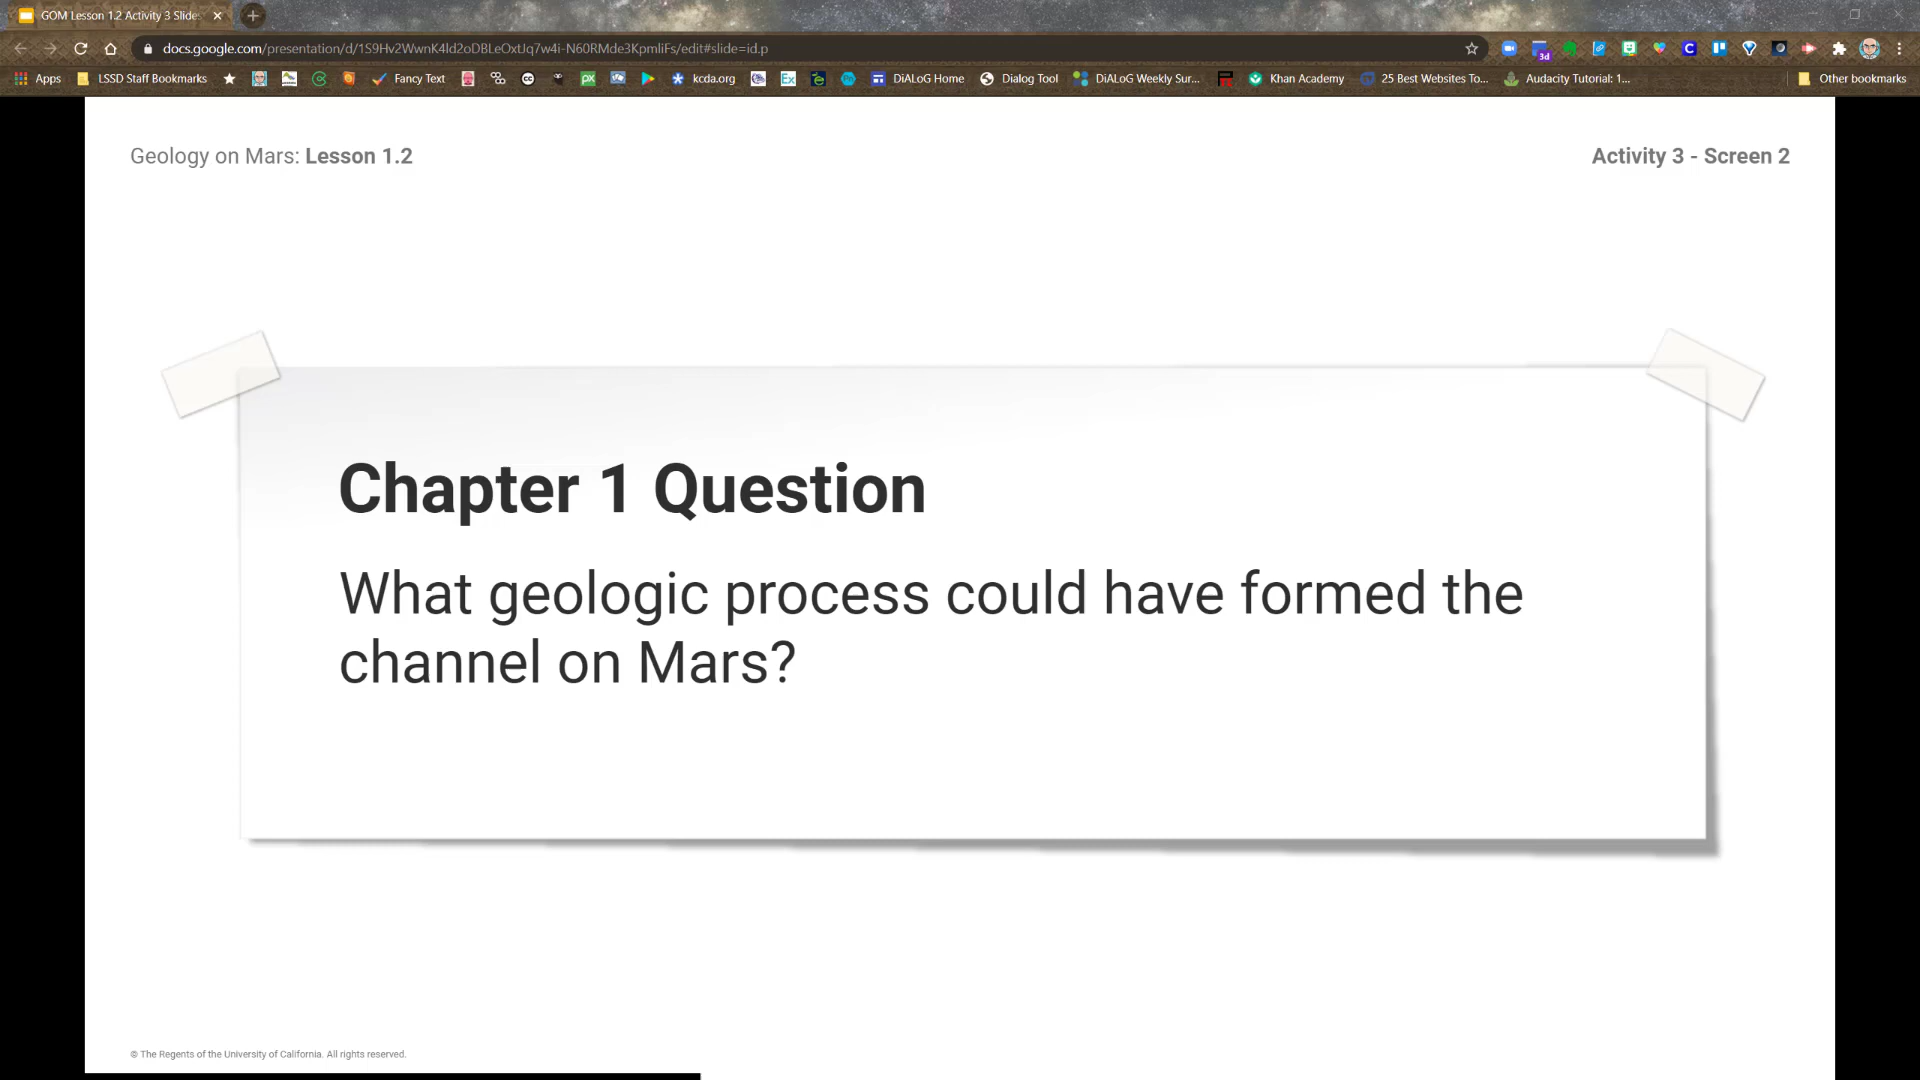 GOM Lesson 1.2 Activity 3 Slide
docs.google.com/presentation/d/1S9Hv2WwnK4ld2oDBLeOxtJq7w4i-N60RMde3KpmIiFs/edit#slide=id.p
3d
Apps
LSSD Staff Bookmarks
Fancy Text
kcda.org
DiALoG Home
Dialog Tool
DiALoG Weekly Sur...
Khan Academy
25 Best Websites To...
Audacity Tutorial: 1...
Other bookmarks
Geology on Mars: Lesson 1.2
Activity 3 - Screen 2
Chapter 1 Question
What geologic process could have formed the
channel on Mars?
© The Regents of the University of California. All rights reserved.